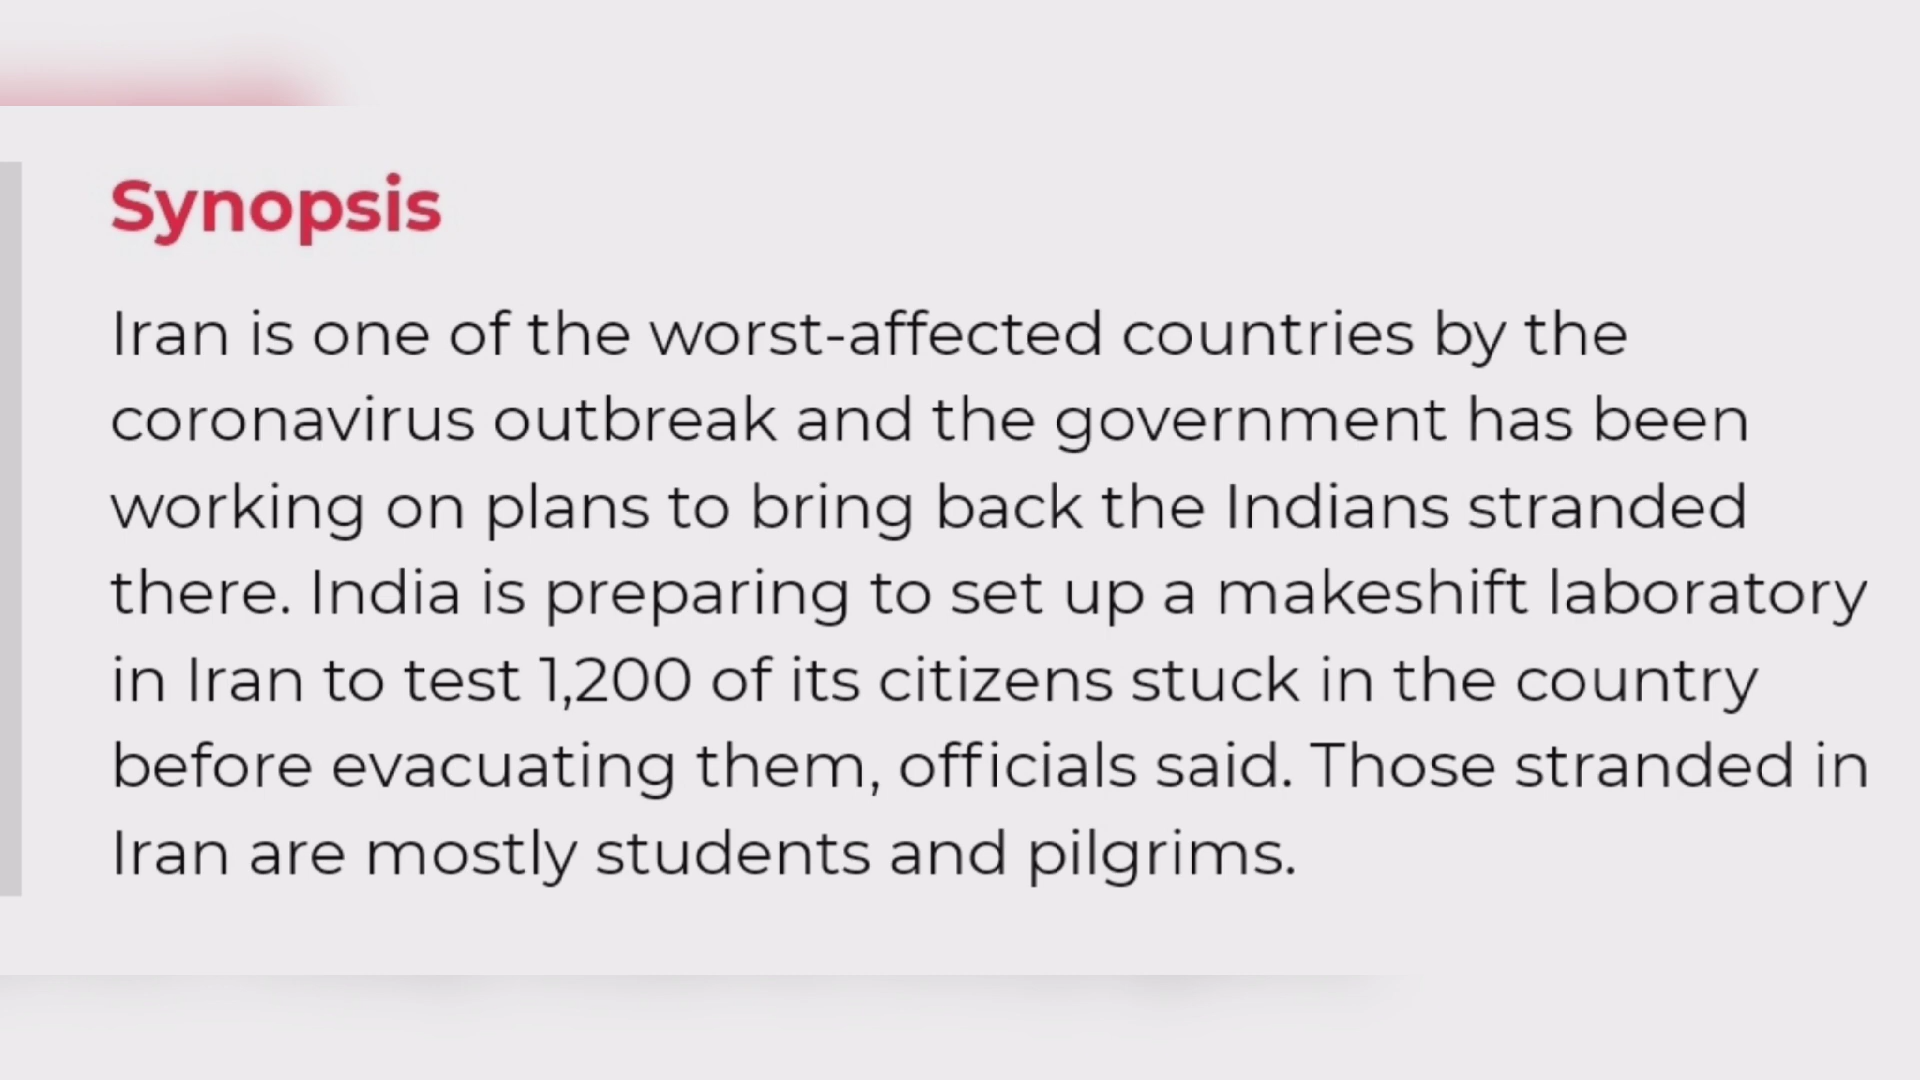 Synopsis
Iran is one of the worst-affected countries by the
coronavirus outbreak and the government has been
working on plans to bring back the Indians stranded
there. India is preparing to set up a makeshift laboratory
in Iran to test 1,200 of its citizens stuck in the country
before evacuating them, officials said. Those stranded in
Iran are mostly students and pilgrims.